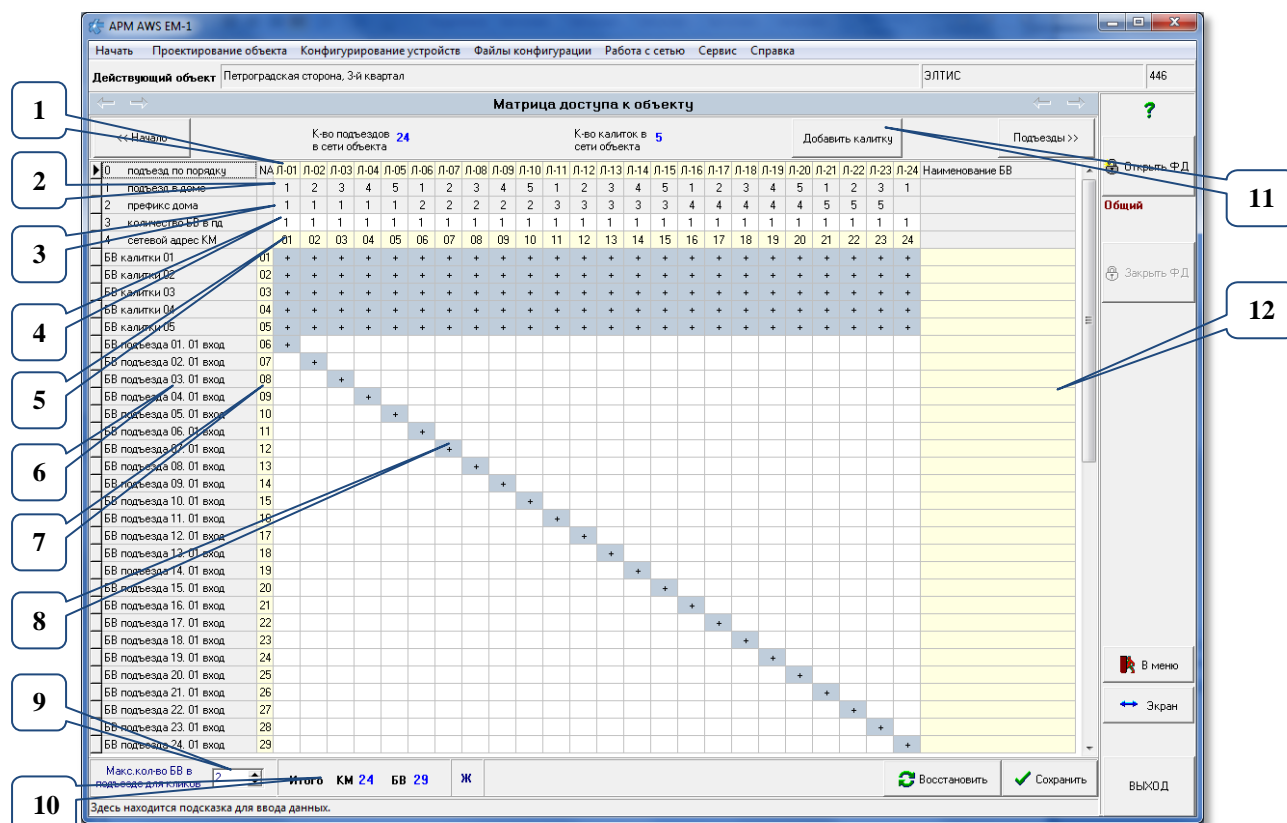 АРМ AWS EM-1
Начать Проектирование объекта Конфигурирование устройств Файлы конфигурации Работа с сетью Сервис Справка
Действующий объект Петроградская сторона, 3-й квартал ЭЛТИС 446
Матрица доступа к объекту
<< Начало
К-во подъездов в сети объекта 24
К-во калиток в сети объекта 5
Добавить калитку
Подъезды >>
0 подъезд по порядку NA Л-01 Л-02 Л-03 Л-04 Л-05 Л-06 Л-07 Л-08 Л-09 Л-10 Л-11 Л-12 Л-13 Л-14 Л-15 Л-16 Л-17 Л-18 Л-19 Л-20 Л-21 Л-22 Л-23 Л-24 Наименование БВ
1 подъезд в доме 1 2 3 4 5 1 2 3 4 5 1 2 3 4 5 1 2 3 4 5 1 2 3 1
2 префикс дома 1 1 1 1 1 2 2 2 2 2 3 3 3 3 3 4 4 4 4 4 5 5 5
3 количество БВ в пд 1 1 1 1 1 1 1 1 1 1 1 1 1 1 1 1 1 1 1 1 1 1 1 1
4 сетевой адрес КМ 01 02 03 04 05 06 07 08 09 10 11 12 13 14 15 16 17 18 19 20 21 22 23 24
БВ калитки 01 01 + + + + + + + + + + + + + + + + + + + + + + + +
БВ калитки 02 02 + + + + + + + + + + + + + + + + + + + + + + + +
БВ калитки 03 03 + + + + + + + + + + + + + + + + + + + + + + + +
БВ калитки 04 04 + + + + + + + + + + + + + + + + + + + + + + + +
БВ калитки 05 05 + + + + + + + + + + + + + + + + + + + + + + + +
БВ подъезда 01. 01 вход 06 +
БВ подъезда 02. 01 вход 07 +
БВ подъезда 03. 01 вход 08 +
БВ подъезда 04. 01 вход 09 +
БВ подъезда 05. 01 вход 10 +
БВ подъезда 06. 01 вход 11 +
БВ подъезда 07. 01 вход 12 +
БВ подъезда 08. 01 вход 13 +
БВ подъезда 09. 01 вход 14 +
БВ подъезда 10. 01 вход 15 +
БВ подъезда 11. 01 вход 16 +
БВ подъезда 12. 01 вход 17 +
БВ подъезда 13. 01 вход 18 +
БВ подъезда 14. 01 вход 19 +
БВ подъезда 15. 01 вход 20 +
БВ подъезда 16. 01 вход 21 +
БВ подъезда 17. 01 вход 22 +
БВ подъезда 18. 01 вход 23 +
БВ подъезда 19. 01 вход 24 +
БВ подъезда 20. 01 вход 25 +
БВ подъезда 21. 01 вход 26 +
БВ подъезда 22. 01 вход 27 +
БВ подъезда 23. 01 вход 28 +
БВ подъезда 24. 01 вход 29 +
Макс.кол-во БВ в подъезде для кликов 2
Итого КМ 24 БВ 29 Ж
Восстановить
Сохранить
Здесь находится подсказка для ввода данных.
?
Открыть ФД
Общий
Закрыть ФД
В меню
Экран
ВЫХОД
1
2
3
4
5
6
7
8
9
10
11
12